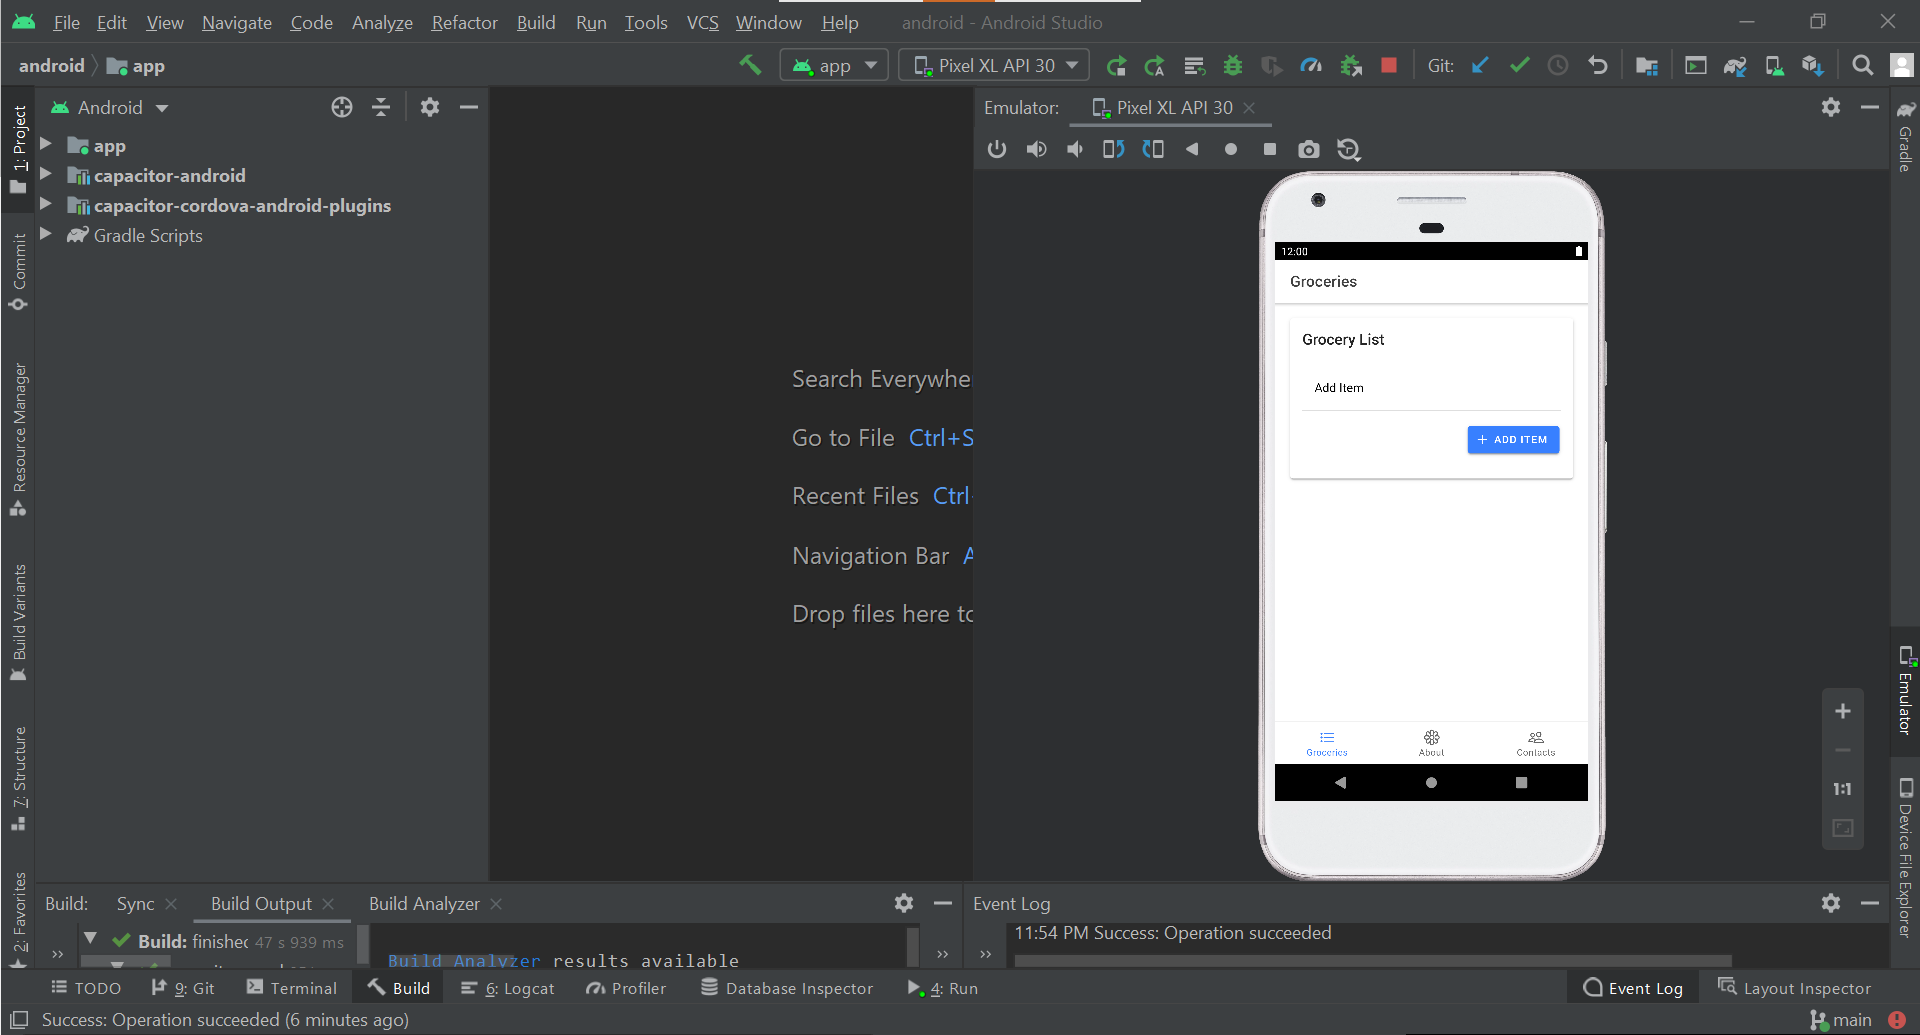 File Edit View Navigate Code Analyze Refactor Build Run Tools VCS Window Help android - Android Studio
android app app Pixel XL API 30 Git:
Android
app
capacitor-android
capacitor-cordova-android-plugins
Gradle Scripts
1: Project
Commit
Resource Manager
Build Variants
7: Structure
2: Favorites
Search Everywhe
Go to File Ctrl+S
Recent Files Ctrl+
Navigation Bar A
Drop files here to
Emulator: Pixel XL API 30
12:00
Groceries
Grocery List
Add Item
+ ADD ITEM
Groceries About Contacts
1:1
Gradle
Emulator
Device File Explorer
Build: Sync Build Output Build Analyzer
Build: finished 47 s 939 ms
Build Analyzer results available
Event Log
11:54 PM Success: Operation succeeded
TODO 9: Git Terminal Build 6: Logcat Profiler Database Inspector 4: Run Event Log Layout Inspector
Success: Operation succeeded (6 minutes ago) main